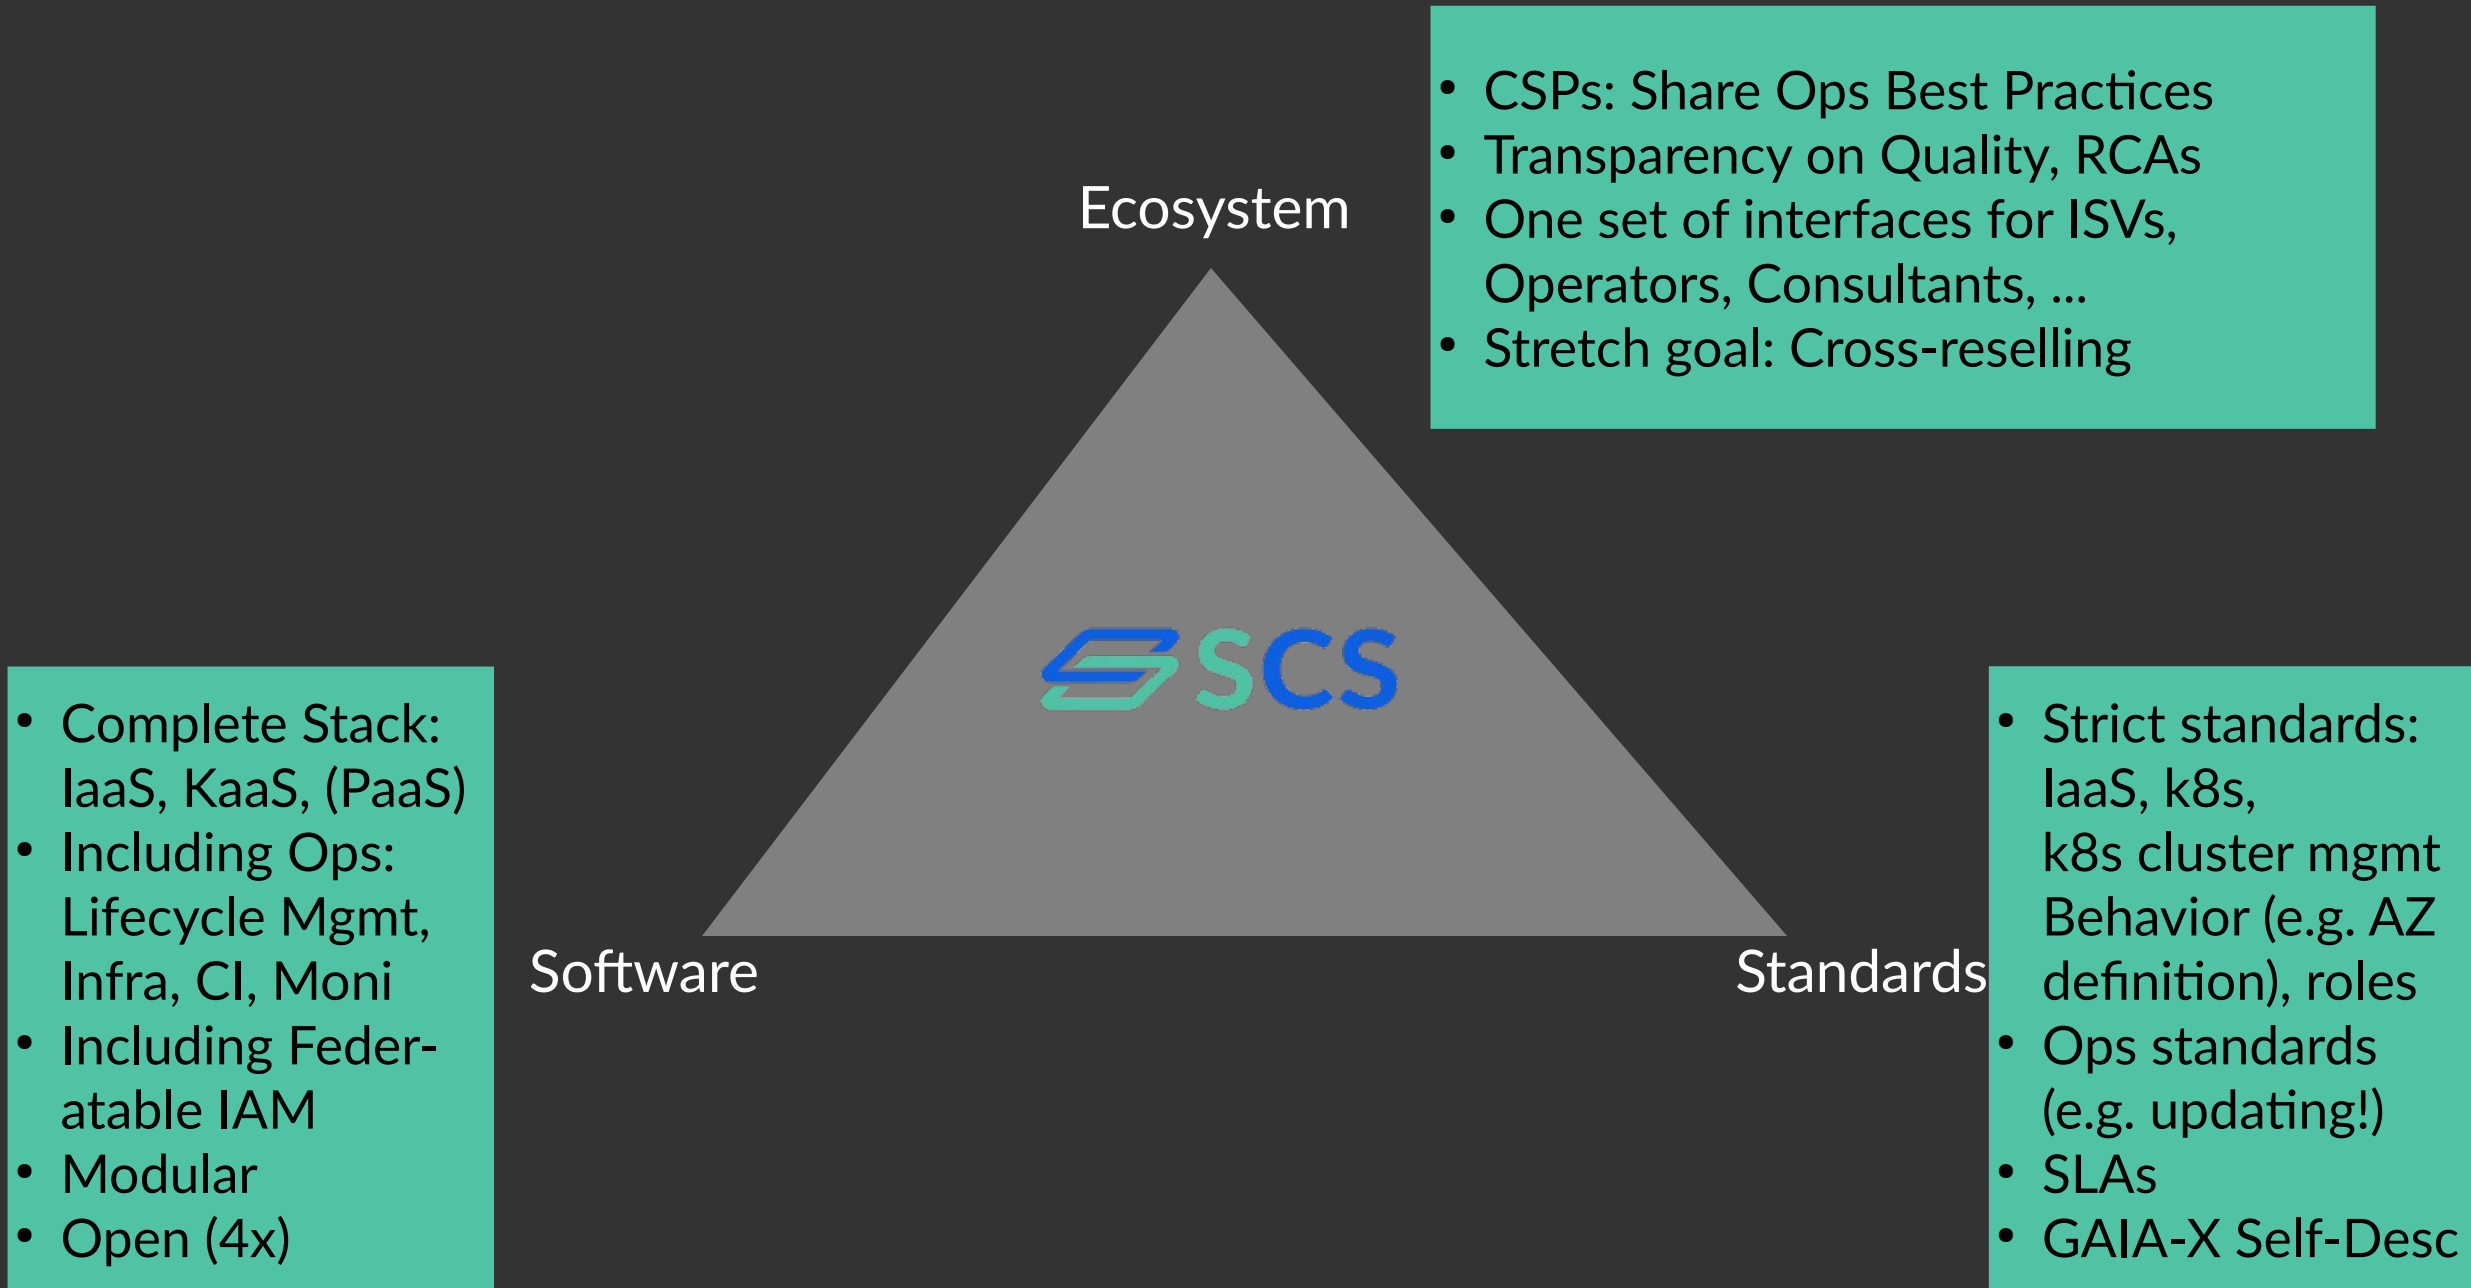 • CSPs: Share Ops Best Practices
• Transparency on Quality, RCAs
• One set of interfaces for ISVs,
Operators, Consultants, ...
• Stretch goal: Cross-reselling
Ecosystem
SCS
• Complete Stack:
IaaS, KaaS, (PaaS)
• Including Ops:
Lifecycle Mgmt,
Infra, CI, Moni
• Including Feder-
atable IAM
• Modular
• Open (4x)
Software
Standards
• Strict standards:
IaaS, k8s,
k8s cluster mgmt
Behavior (e.g. AZ
definition), roles
• Ops standards
(e.g. updating!)
• SLAs
• GAIA-X Self-Desc